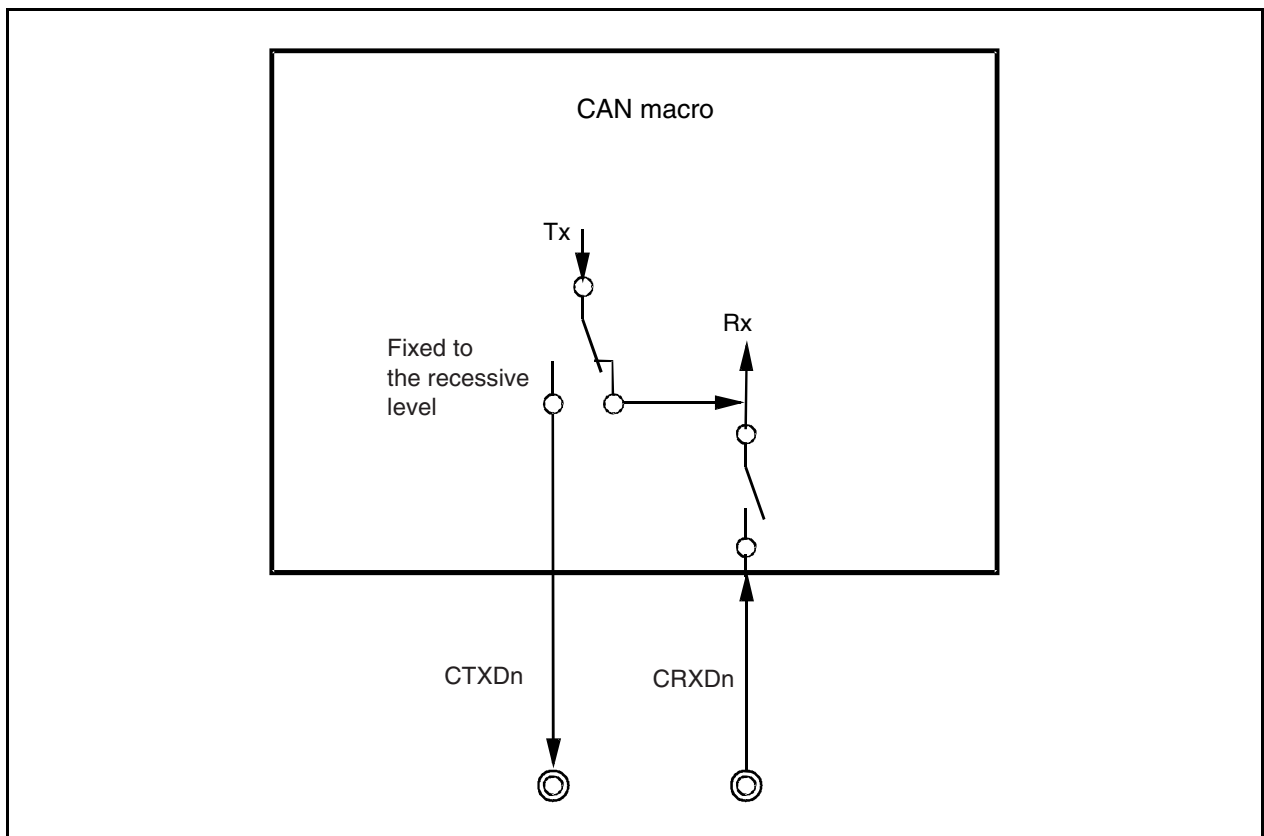 CAN macro
Tx
Rx
Fixed to
the recessive
level
CTXDn
CRXDn